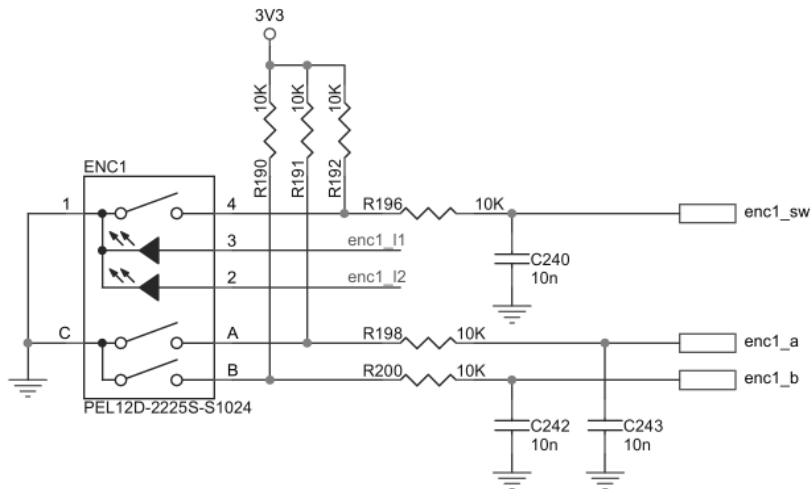 3V3
10K
10K
10K
R190
R191
R192
ENC1
1
4
R196
10K
enc1_sw
3
enc1_l1
C240
10n
2
enc1_l2
C
A
R198
10K
enc1_a
B
R200
10K
enc1_b
PEL12D-2225S-S1024
C242
10n
C243
10n